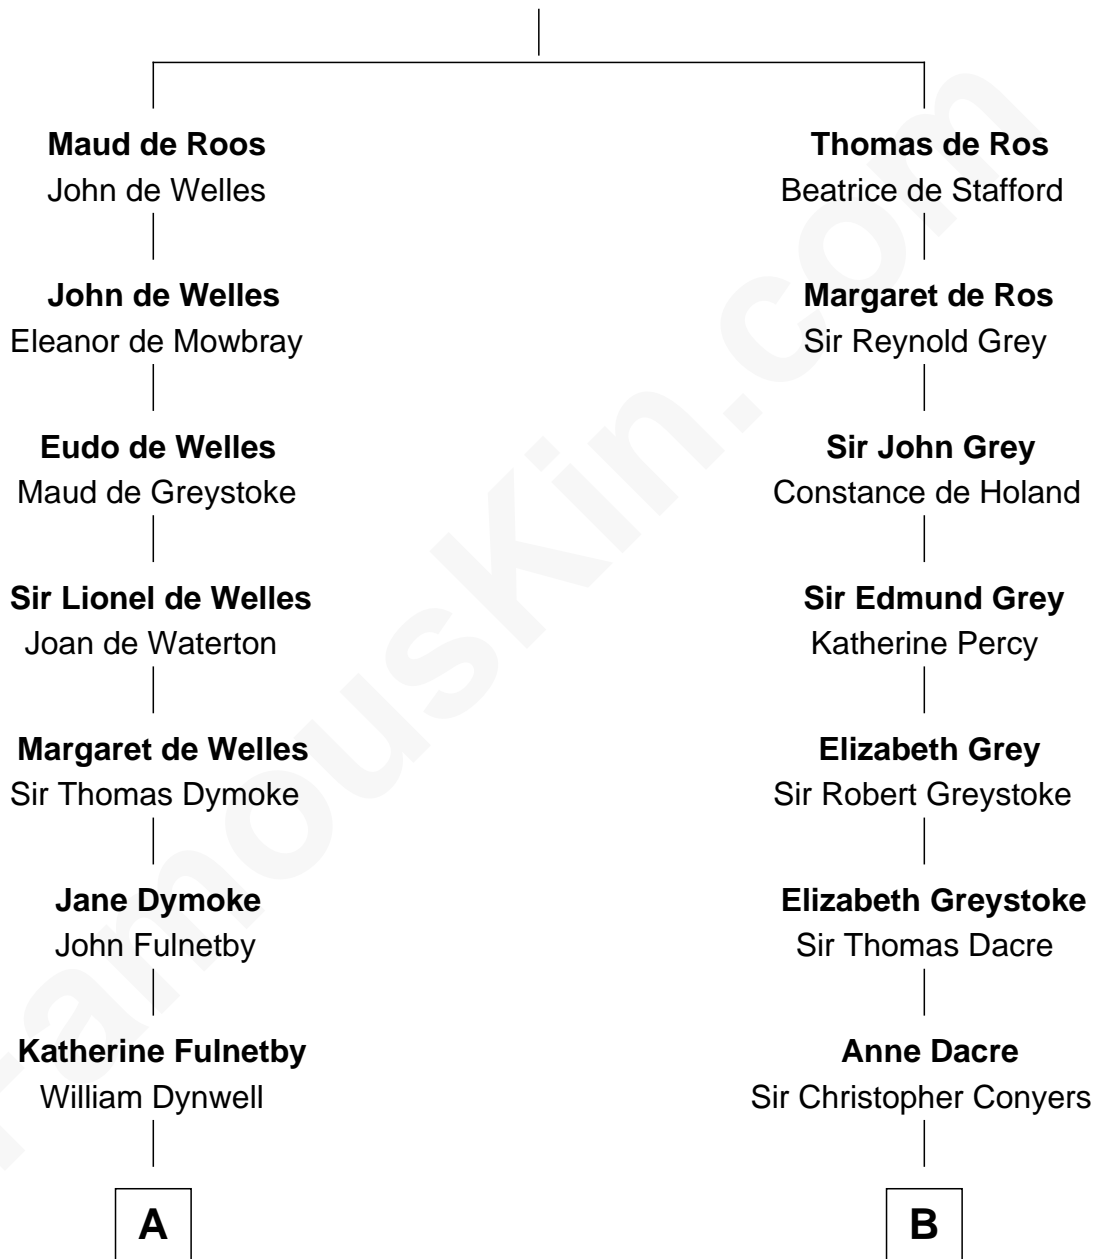 Maud de Roos
John de Welles
John de Welles
Eleanor de Mowbray
Eudo de Welles
Maud de Greystoke
Sir Lionel de Welles
Joan de Waterton
Margaret de Welles
Sir Thomas Dymoke
Jane Dymoke
John Fulnetby
Katherine Fulnetby
William Dynwell
A
Thomas de Ros
Beatrice de Stafford
Margaret de Ros
Sir Reynold Grey
Sir John Grey
Constance de Holand
Sir Edmund Grey
Katherine Percy
Elizabeth Grey
Sir Robert Greystoke
Elizabeth Greystoke
Sir Thomas Dacre
Anne Dacre
Sir Christopher Conyers
B
FamousKin.com